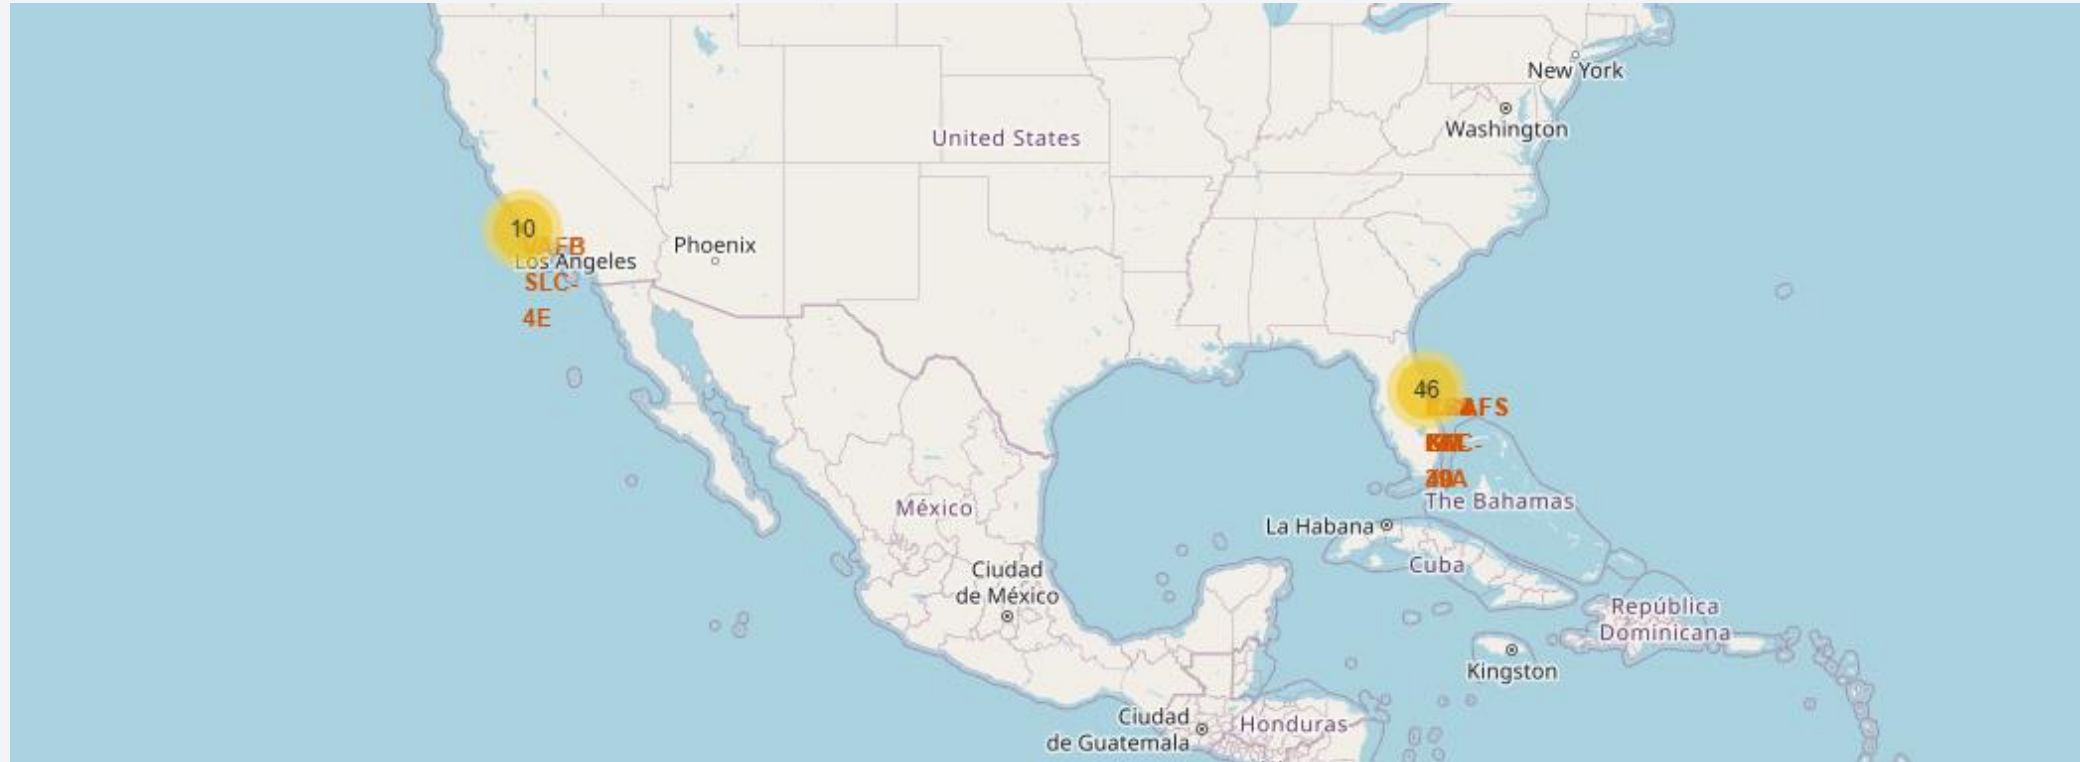 New York
Washington
United States
10
VAFB
Los Angeles
SLC-
4E
Phoenix
46
The Bahamas
México
La Habana
Cuba
Ciudad
de México
República
Dominicana
Kingston
Ciudad
de Guatemala
Honduras